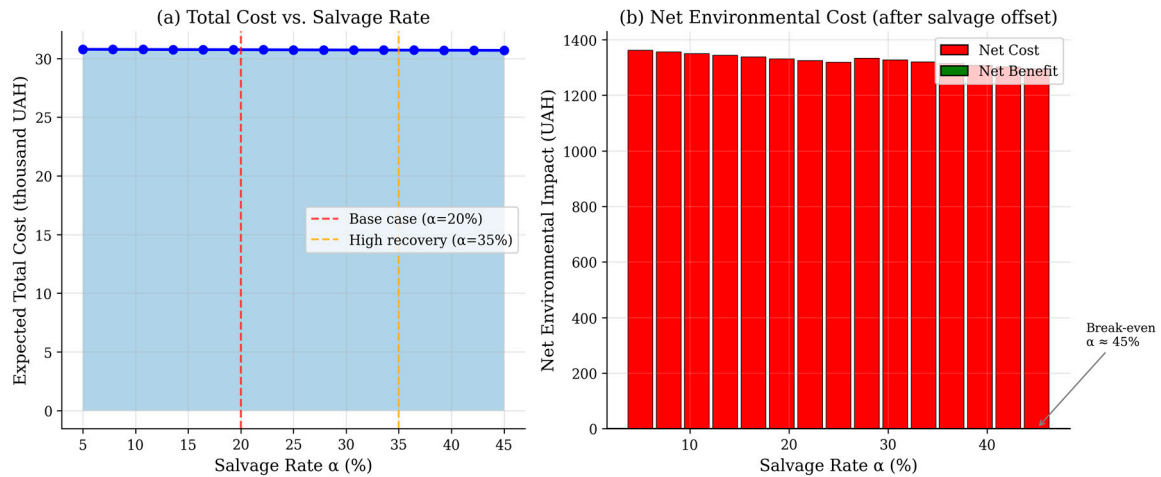 (a) Total Cost vs. Salvage Rate
Expected Total Cost (thousand UAH)
30
25
20
15
10
5
0
Base case (α=20%)
High recovery (α=35%)
5 10 15 20 25 30 35 40 45
Salvage Rate α (%)
(b) Net Environmental Cost (after salvage offset)
Net Environmental Impact (UAH)
1400
1200
1000
800
600
400
200
0
Net Cost
Net Benefit
Break-even
α ≈ 45%
10 20 30 40
Salvage Rate α (%)